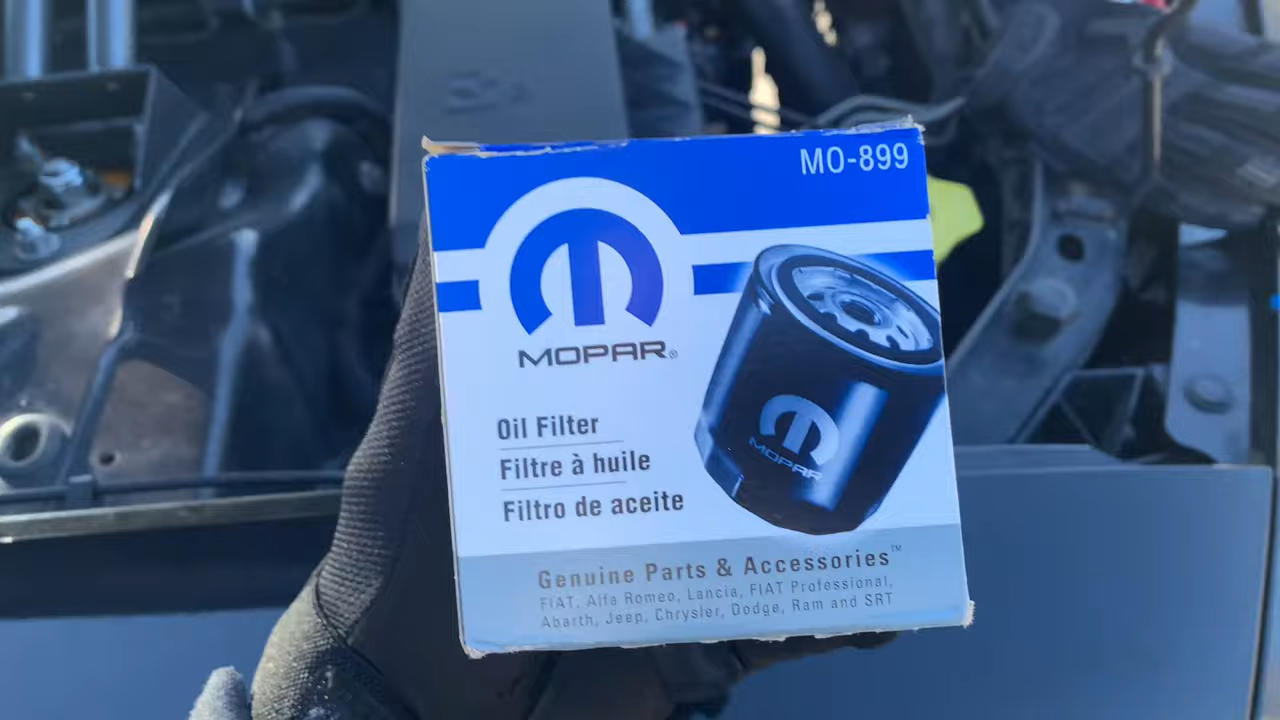 MO-899
MOPAR®
Oil Filter
Filtre à huile
Filtro de aceite
MOPAR
Genuine Parts & Accessories™
FIAT, Alfa Romeo, Lancia, FIAT Professional,
Abarth, Jeep, Chrysler, Dodge, Ram and SRT